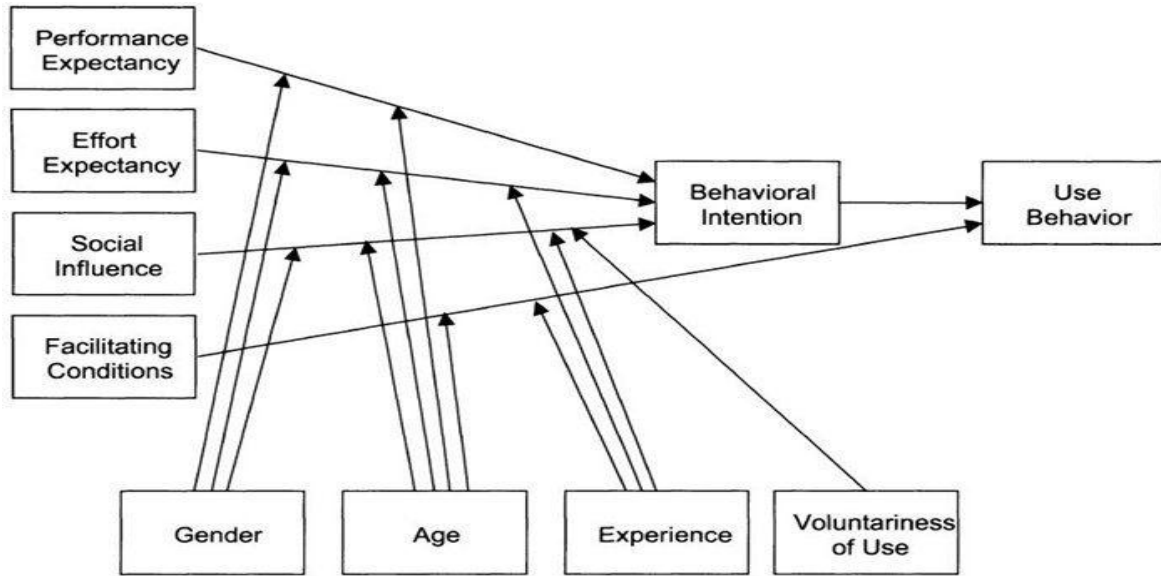 Performance
Expectancy
Effort
Expectancy
Social
Influence
Facilitating
Conditions
Behavioral
Intention
Use
Behavior
Gender
Age
Experience
Voluntariness
of Use